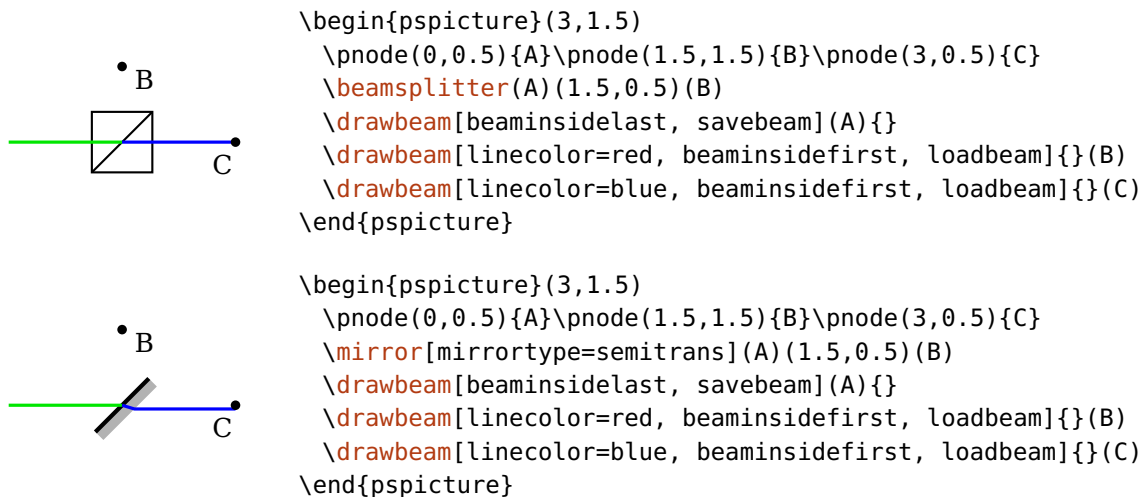 B
C
\begin{pspicture}(3,1.5)
  \pnode(0,0.5){A}\pnode(1.5,1.5){B}\pnode(3,0.5){C}
  \beamsplitter(A)(1.5,0.5)(B)
  \drawbeam[beaminsidelast, savebeam](A){}
  \drawbeam[linecolor=red, beaminsidefirst, loadbeam]{}(B)
  \drawbeam[linecolor=blue, beaminsidefirst, loadbeam]{}(C)
\end{pspicture}
B
C
\begin{pspicture}(3,1.5)
  \pnode(0,0.5){A}\pnode(1.5,1.5){B}\pnode(3,0.5){C}
  \mirror[mirrortype=semitrans](A)(1.5,0.5)(B)
  \drawbeam[beaminsidelast, savebeam](A){}
  \drawbeam[linecolor=red, beaminsidefirst, loadbeam]{}(B)
  \drawbeam[linecolor=blue, beaminsidefirst, loadbeam]{}(C)
\end{pspicture}